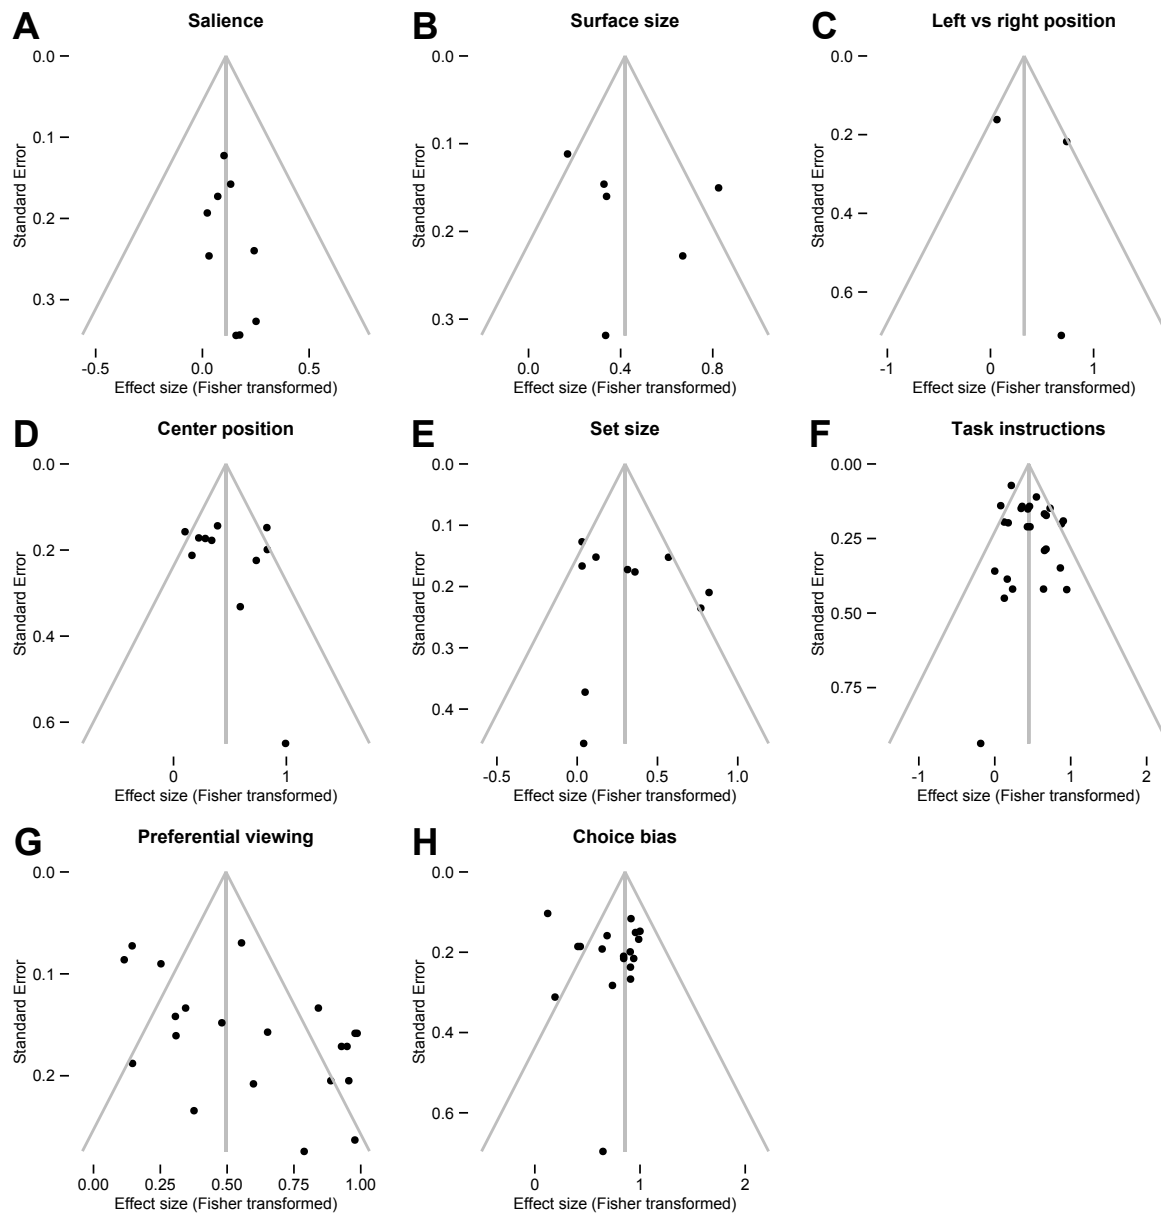 A Salience
0.0
0.1
0.2
0.3
Standard Error
-0.5 0.0 0.5
Effect size (Fisher transformed)
B Surface size
0.0
0.1
0.2
0.3
Standard Error
0.0 0.4 0.8
Effect size (Fisher transformed)
C Left vs right position
0.0
0.2
0.4
0.6
Standard Error
-1 0 1
Effect size (Fisher transformed)
D Center position
0.0
0.2
0.4
0.6
Standard Error
0 1
Effect size (Fisher transformed)
E Set size
0.0
0.1
0.2
0.3
0.4
Standard Error
-0.5 0.0 0.5 1.0
Effect size (Fisher transformed)
F Task instructions
0.00
0.25
0.50
0.75
Standard Error
-1 0 1 2
Effect size (Fisher transformed)
G Preferential viewing
0.0
0.1
0.2
Standard Error
0.00 0.25 0.50 0.75 1.00
Effect size (Fisher transformed)
H Choice bias
0.0
0.2
0.4
0.6
Standard Error
0 1 2
Effect size (Fisher transformed)